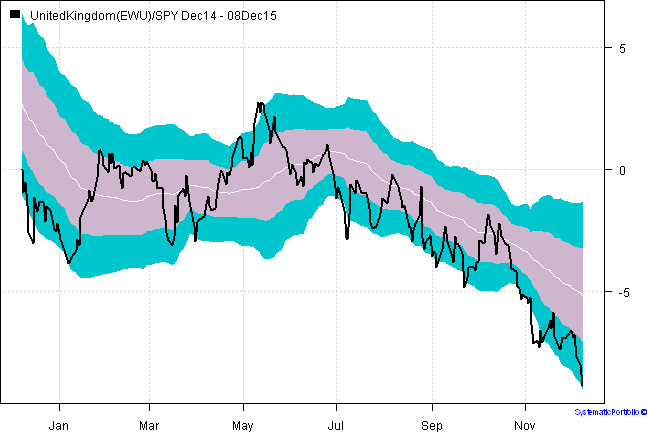 UnitedKingdom(EWU)/SPY Dec14 - 08Dec15
5
0
-5
Jan Mar May Jul Sep Nov
SystematicPortfolio ©